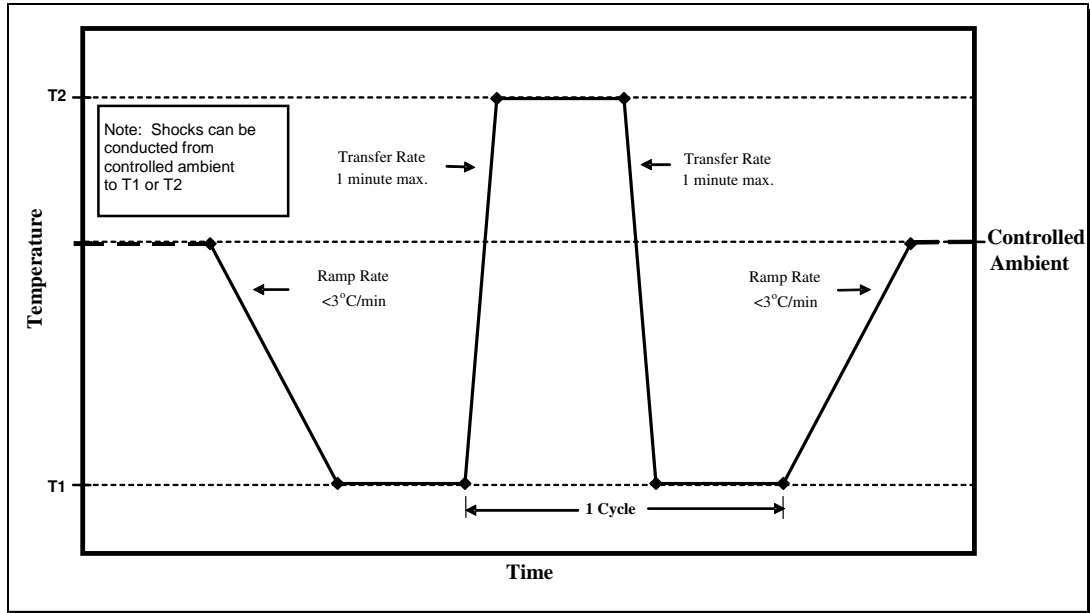 T2
Note: Shocks can be
conducted from
controlled ambient
to T1 or T2
Transfer Rate
1 minute max.
Transfer Rate
1 minute max.
Temperature
Controlled
Ambient
Ramp Rate
<3°C/min
Ramp Rate
<3°C/min
T1
1 Cycle
Time